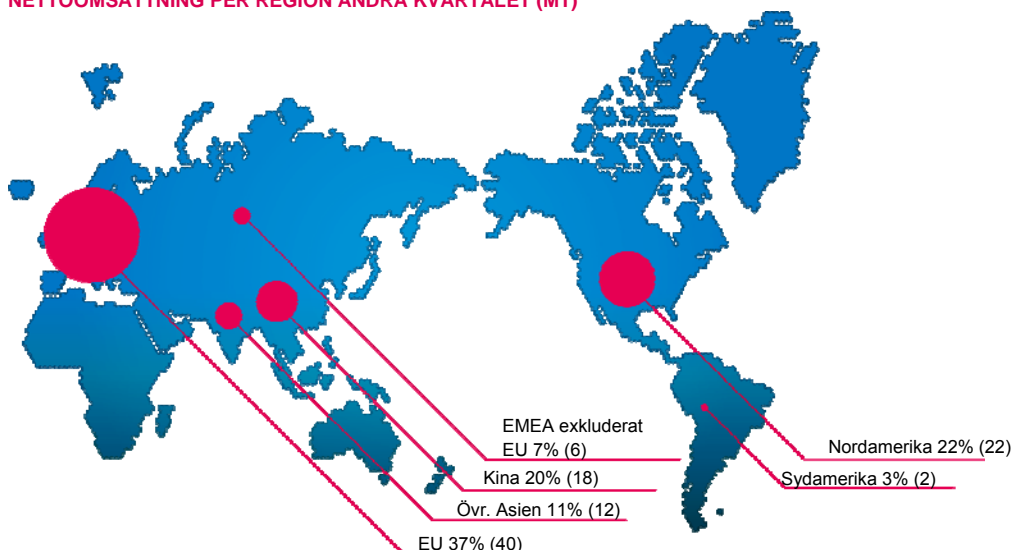 NETTOOMSÄTTNING PER REGION ANDRA KVARTALET (MT)
EMEA exkluderat
EU 7% (6)
Kina 20% (18)
Övr. Asien 11% (12)
EU 37% (40)
Nordamerika 22% (22)
Sydamerika 3% (2)